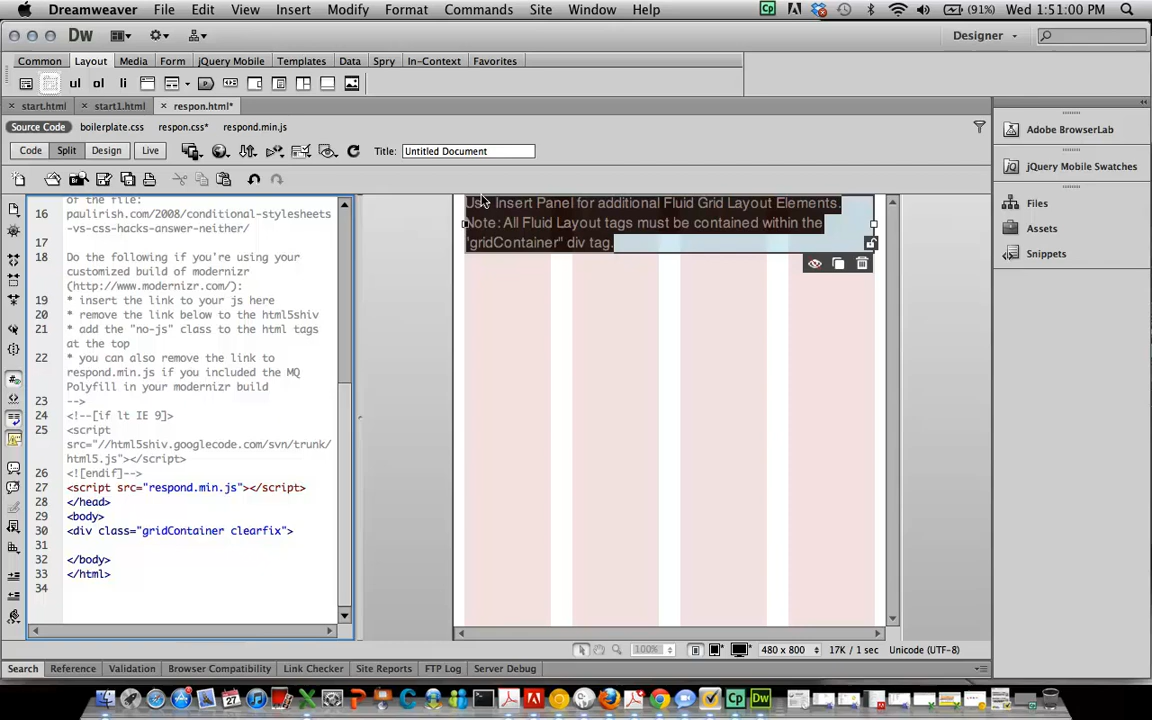 Dreamweaver File Edit View Insert Modify Format Commands Site Window Help (91%) Wed 1:51:00 PM
Dw Designer
Common Layout Media Form jQuery Mobile Templates Data Spry In-Context Favorites
ul ol li
start.html start1.html respon.html*
Source Code boilerplate.css respon.css* respond.min.js
Code Split Design Live Title: Untitled Document
of the file:
16 paulirish.com/2008/conditional-stylesheets
-vs-css-hacks-answer-neither/
17
18 Do the following if you're using your
customized build of modernizr
(http://www.modernizr.com/):
19 * insert the link to your js here
20 * remove the link below to the html5shiv
21 * add the "no-js" class to the html tags
at the top
22 * you can also remove the link to
respond.min.js if you included the MQ
Polyfill in your modernizr build
23 -->
24 <!--[if lt IE 9]>
25 <script
src="//html5shiv.googlecode.com/svn/trunk/
html5.js"></script>
26 <![endif]-->
27 <script src="respond.min.js"></script>
28 </head>
29 <body>
30 <div class="gridContainer clearfix">
31
32 </body>
33 </html>
34
Use Insert Panel for additional Fluid Grid Layout Elements.
Note: All Fluid Layout tags must be contained within the
"gridContainer" div tag.
Adobe BrowserLab
jQuery Mobile Swatches
Files
Assets
Snippets
100% 480 x 800 17K / 1 sec Unicode (UTF-8)
Search Reference Validation Browser Compatibility Link Checker Site Reports FTP Log Server Debug
27 Cp Dw